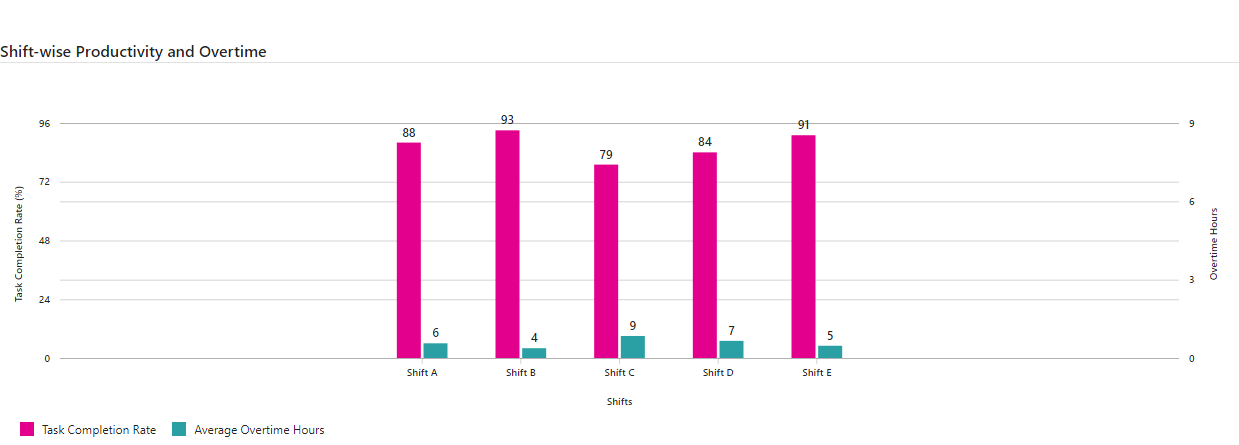 Shift-wise Productivity and Overtime
96
72
48
24
0
Task Completion Rate (%)
88
93
79
84
91
6
4
9
7
5
9
6
3
0
Overtime Hours
Shift A
Shift B
Shift C
Shift D
Shift E
Shifts
Task Completion Rate
Average Overtime Hours